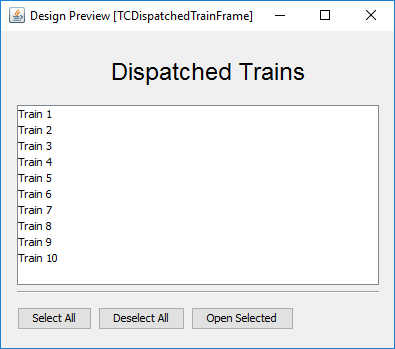 Design Preview [TCDispatchedTrainFrame]
Dispatched Trains
Train 1
Train 2
Train 3
Train 4
Train 5
Train 6
Train 7
Train 8
Train 9
Train 10
Select All Deselect All Open Selected